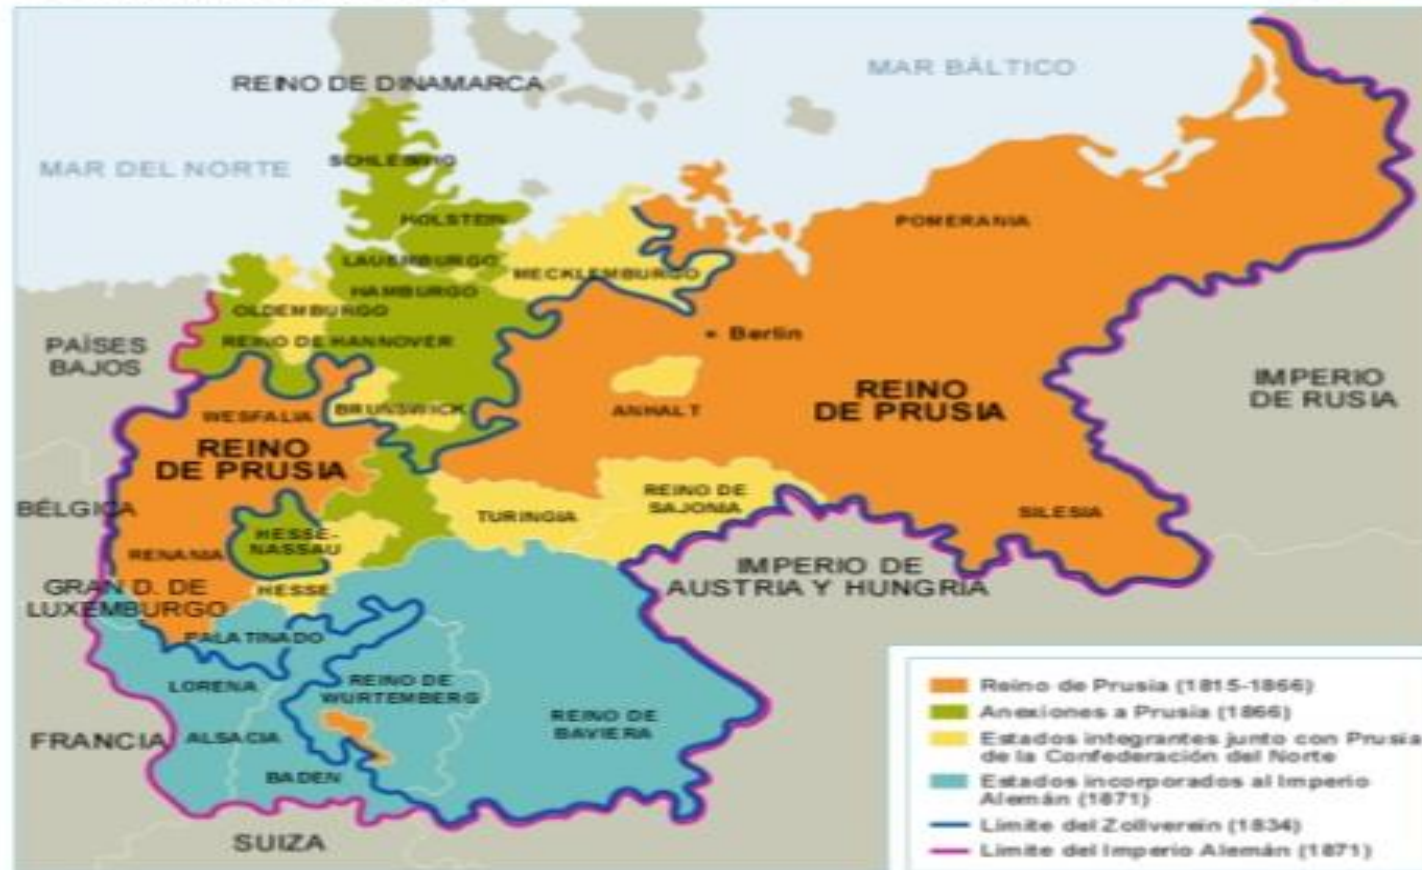 REINO DE DINAMARCA
MAR BÁLTICO
MAR DEL NORTE
HOLSTEIN
POMERANIA
LAUEMBURGO
MECKLEMBURGO
HAMBURGO
OLDEMBURGO
REINO DE HANNOVER
Berlin
PAÍSES
BAJOS
IMPERIO
DE RUSIA
WESFALIA
BRUNSWICK
ANHALT
REINO
DE PRUSIA
REINO
DE PRUSIA
BÉLGICA
TURINGIA
REINO DE
SAJONIA
SILESIA
HESSE-
NASSAU
RENANIA
IMPERIO DE
AUSTRIA Y HUNGRÍA
GRAN D. DE
LUXEMBURGO
HESSE
PALATINADO
LORENA
REINO DE
WURTEMBERG
REINO DE
BAVIERA
FRANCIA
ALSACIA
BADEN
SUIZA
Reino de Prusia (1815-1866)
Anexiones a Prusia (1866)
Estados integrantes junto con Prusia
de la Confederación del Norte
Estados incorporados al Imperio
Alemán (1871)
Límite del Zollverein (1834)
Límite del Imperio Alemán (1871)